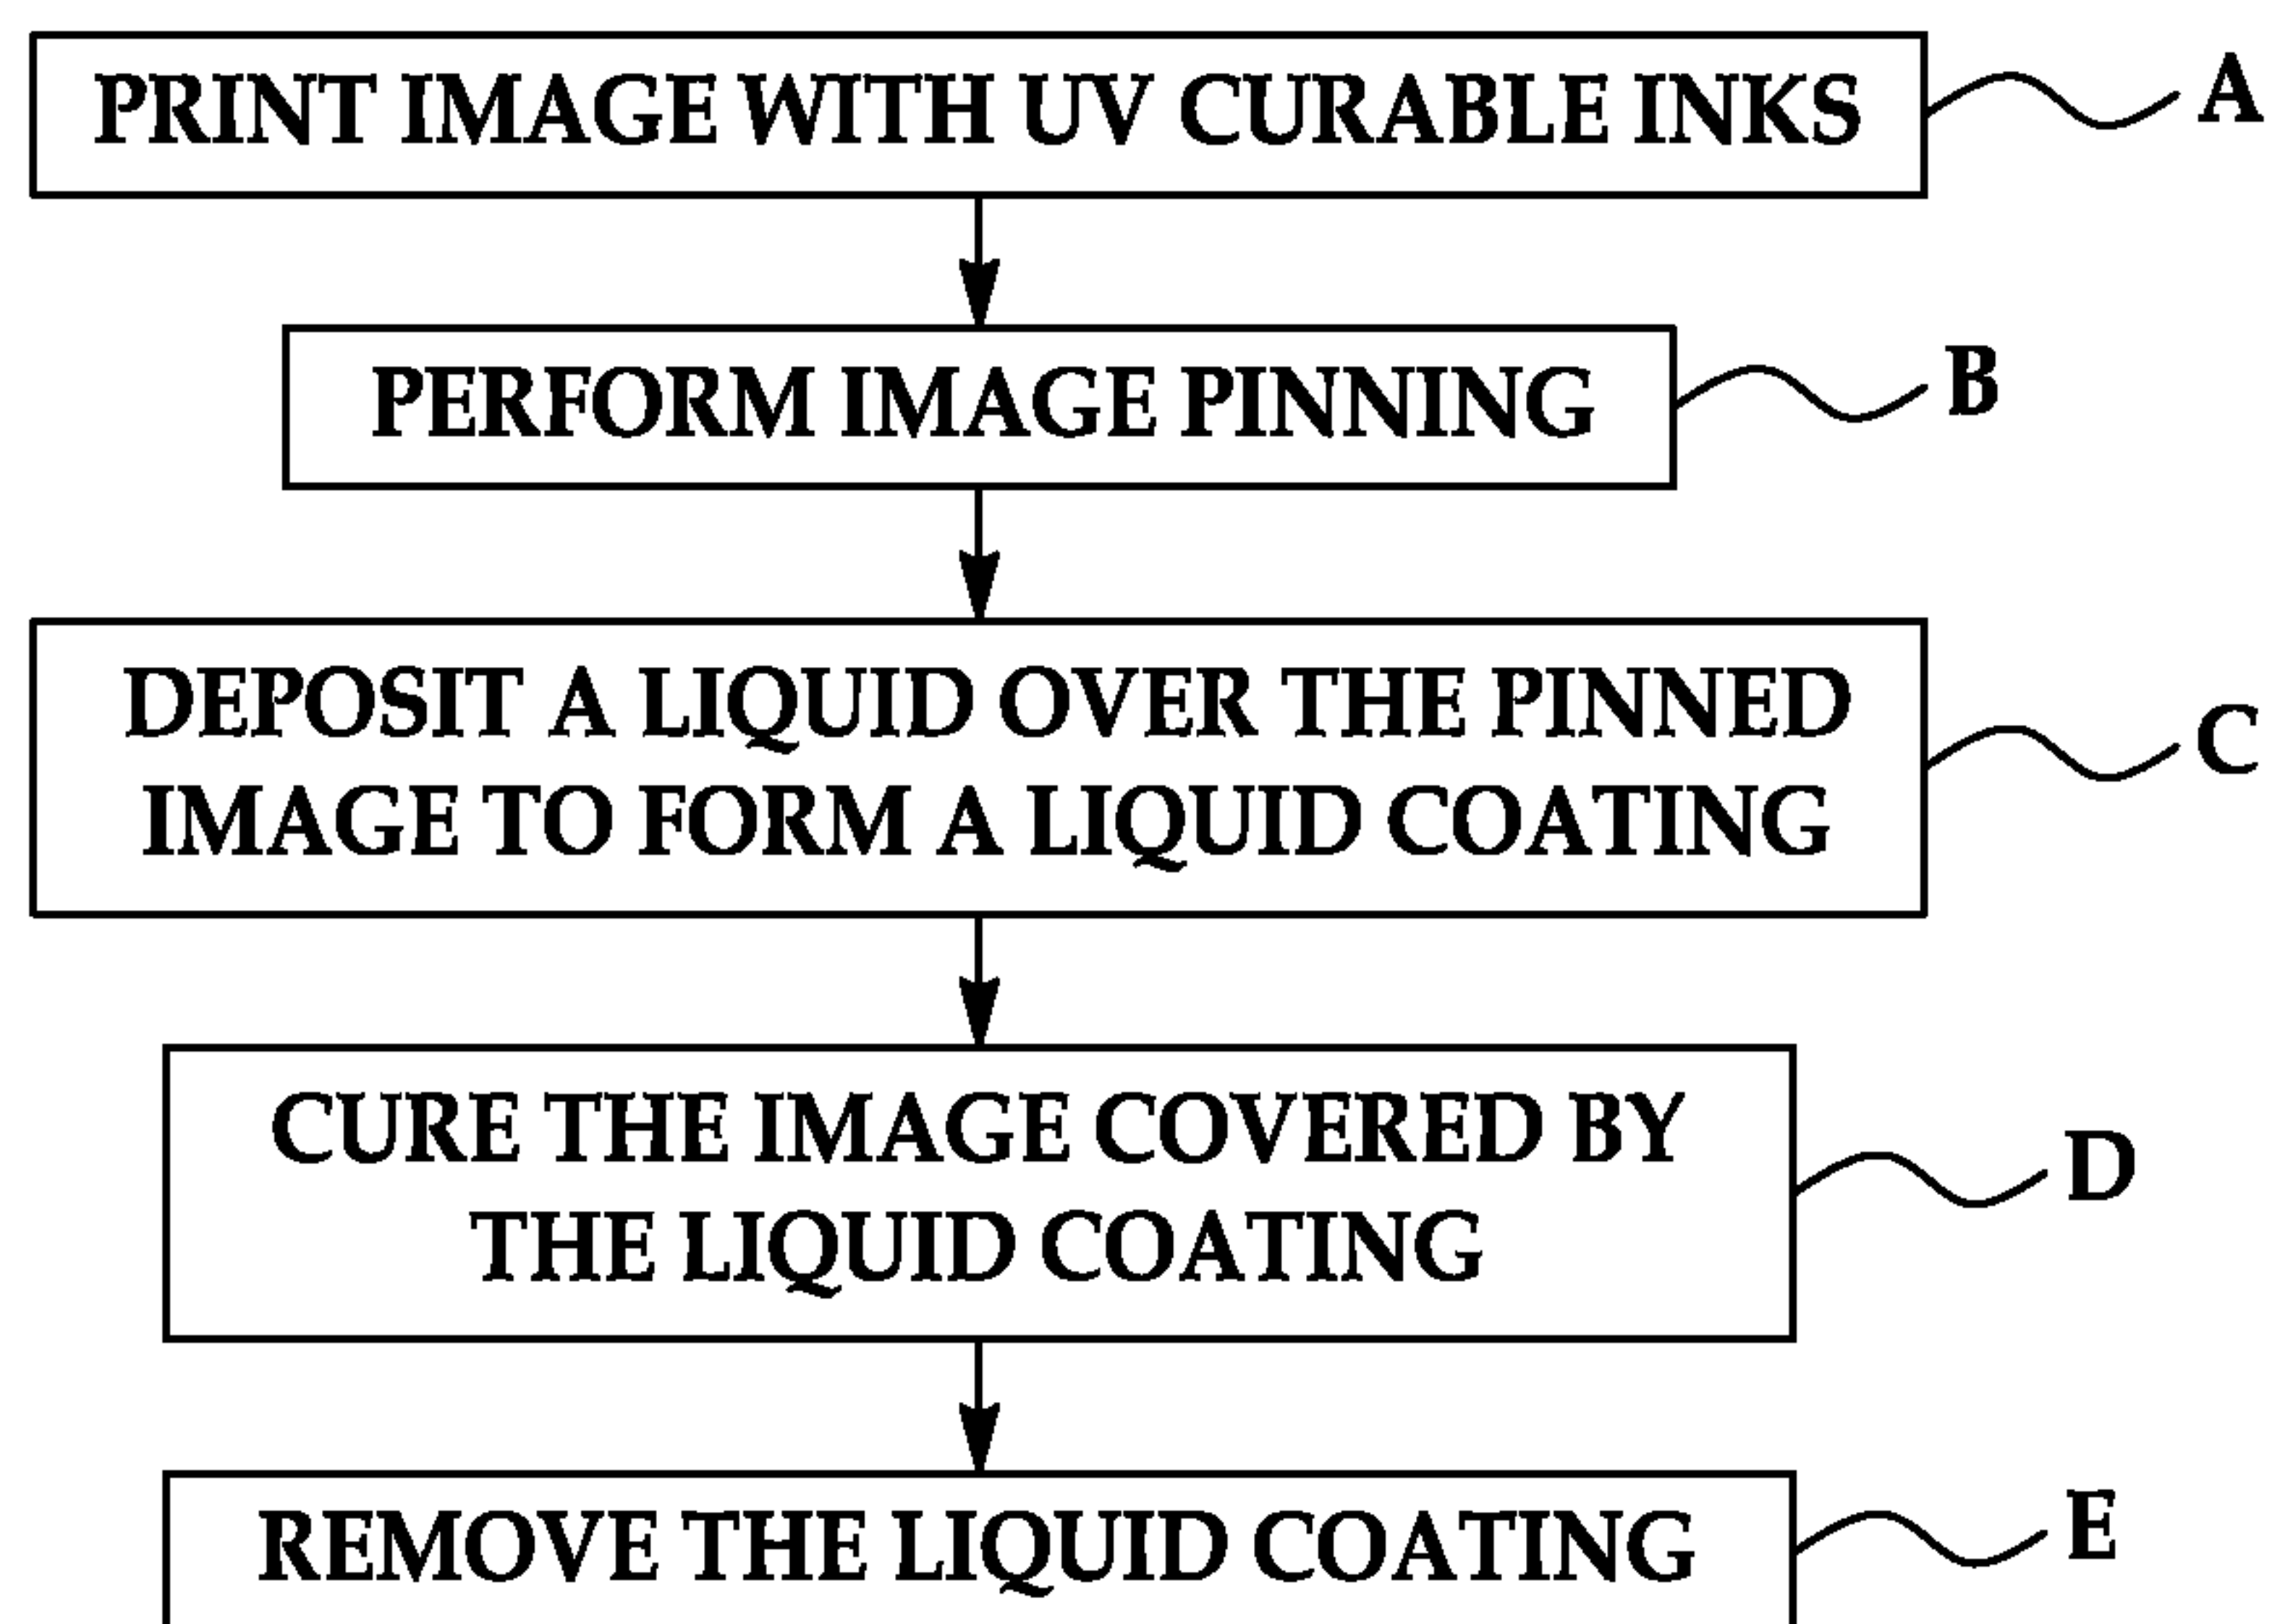 PRINT IMAGE WITH UV CURABLE INKS
A
PERFORM IMAGE PINNING
B
DEPOSIT A LIQUID OVER THE PINNED
IMAGE TO FORM A LIQUID COATING
C
CURE THE IMAGE COVERED BY
THE LIQUID COATING
D
REMOVE THE LIQUID COATING
E